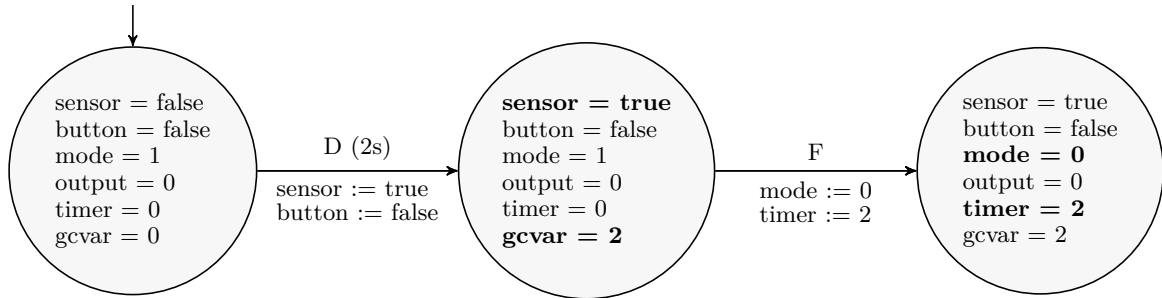 sensor = false
button = false
mode = 1
output = 0
timer = 0
gcvar = 0
D (2s)
sensor := true
button := false
sensor = true
button = false
mode = 1
output = 0
timer = 0
gcvar = 2
F
mode := 0
timer := 2
sensor = true
button = false
mode = 0
output = 0
timer = 2
gcvar = 2